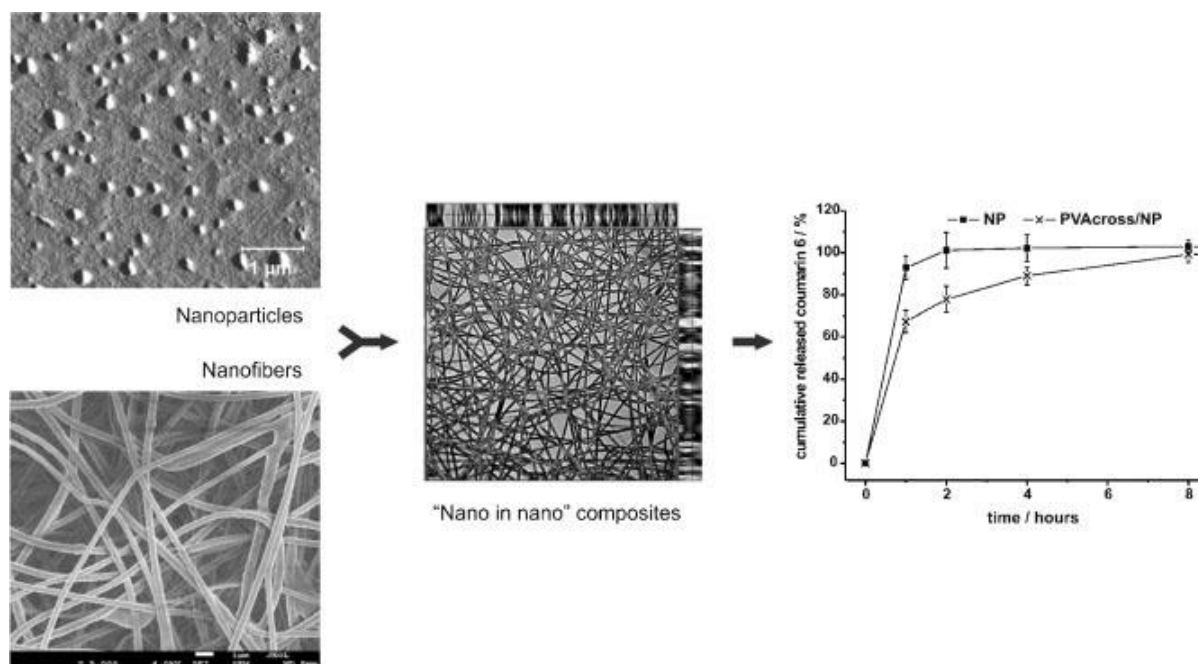 1 µm
Nanoparticles
Nanofibers
"Nano in nano" composites
NP PVAcross/NP
cumulative released coumarin 6 / %
120
100
80
60
40
20
0
0 2 4 6 8
time / hours